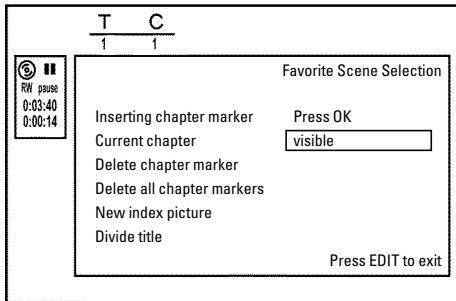 T C
1 1
RW pause
0:03:40
0:00:14
Favorite Scene Selection
Inserting chapter marker Press OK
Current chapter visible
Delete chapter marker
Delete all chapter markers
New index picture
Divide title
Press EDIT to exit